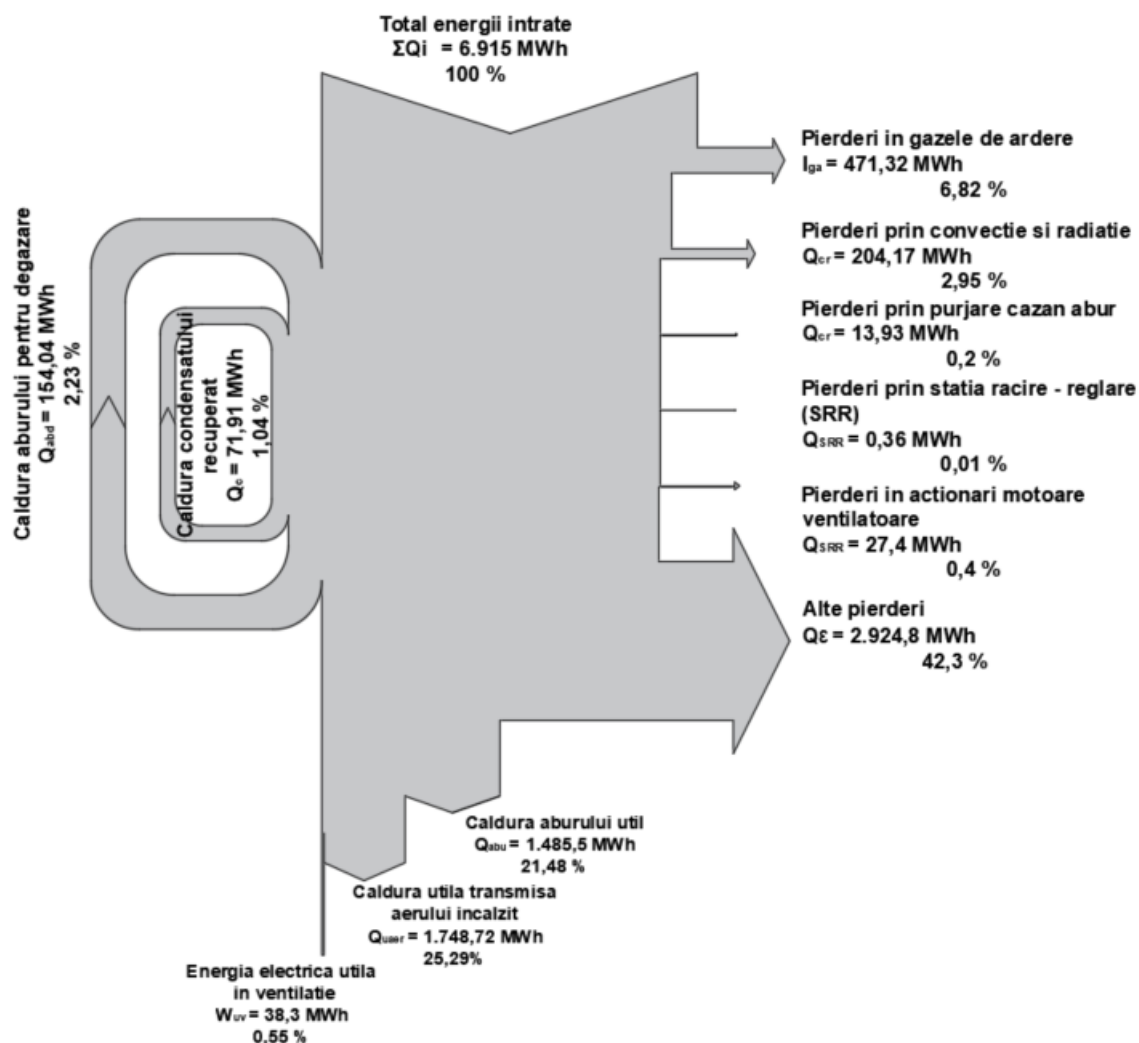 Total energii intrate
ΣQi = 6.915 MWh
100 %
Pierderi in gazele de ardere
Iga = 471,32 MWh
6,82 %
Pierderi prin convectie si radiatie
Qcr = 204,17 MWh
2,95 %
Pierderi prin purjare cazan abur
Qcr = 13,93 MWh
0,2 %
Pierderi prin statia racire - reglare
(SRR)
QSRR = 0,36 MWh
0,01 %
Pierderi in actionari motoare
ventilatoare
QSRR = 27,4 MWh
0,4 %
Alte pierderi
Qε = 2.924,8 MWh
42,3 %
Caldura aburului pentru degazare
Qabd = 154,04 MWh
2,23 %
Caldura condensatului
recuperat
Qc = 71,91 MWh
1,04 %
Caldura aburului util
Qabu = 1.485,5 MWh
21,48 %
Caldura utila transmisa
aerului incalzit
Quaer = 1.748,72 MWh
25,29%
Energia electrica utila
in ventilatie
Wuv = 38,3 MWh
0,55 %